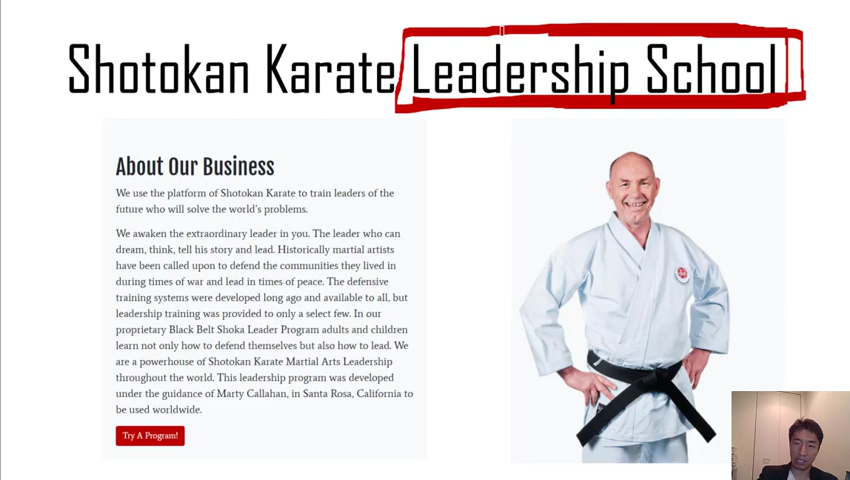 Shotokan Karate Leadership School
About Our Business
We use the platform of Shotokan Karate to train leaders of the
future who will solve the world's problems.
We awaken the extraordinary leader in you. The leader who can
dream, think, tell his story and lead. Historically martial artists
have been called upon to defend the communities they lived in
during times of war and lead in times of peace. The defensive
training systems were developed long ago and available to all, but
leadership training was provided to only a select few. In our
proprietary Black Belt Shoka Leader Program adults and children
learn not only how to defend themselves but also how to lead. We
are a powerhouse of Shotokan Karate Martial Arts Leadership
throughout the world. This leadership program was developed
under the guidance of Marty Callahan, in Santa Rosa, California to
be used worldwide.
Try A Program!